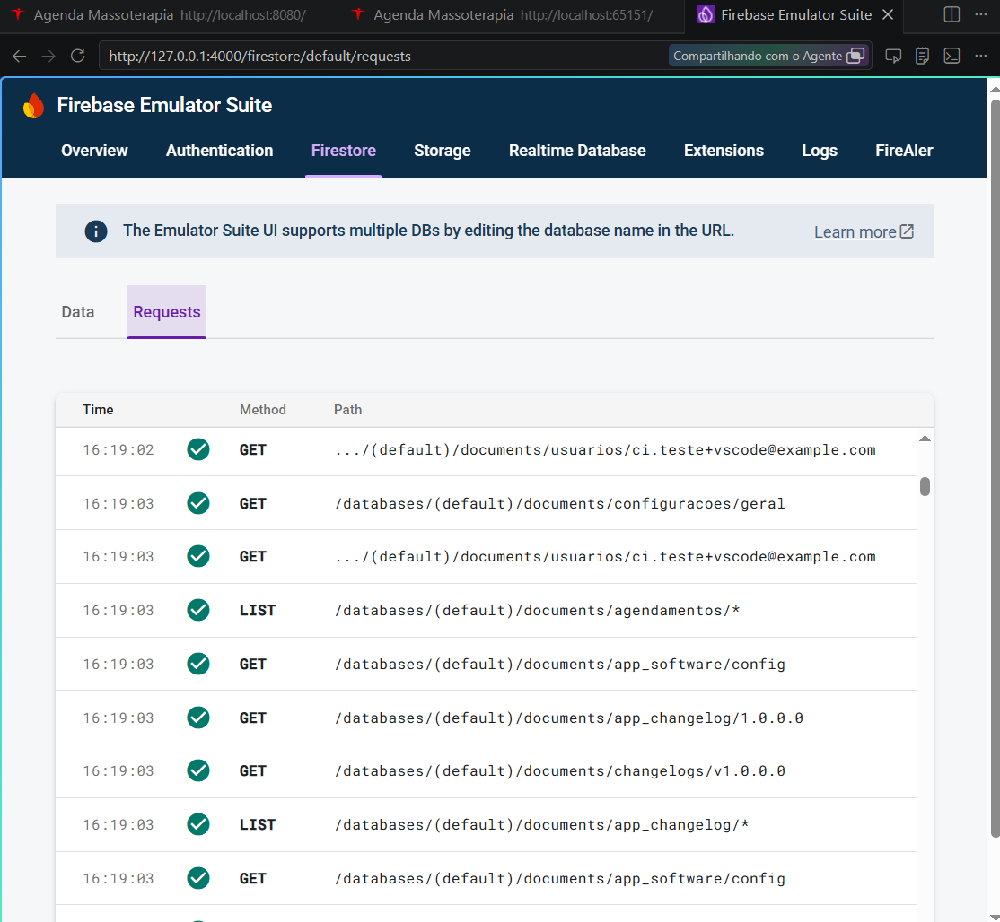 Agenda Massoterapia http://localhost:8080/ Agenda Massoterapia http://localhost:65151/ Firebase Emulator Suite
http://127.0.0.1:4000/firestore/default/requests Compartilhando com o Agente
Firebase Emulator Suite
Overview Authentication Firestore Storage Realtime Database Extensions Logs FireAler
The Emulator Suite UI supports multiple DBs by editing the database name in the URL. Learn more
Data Requests
Time Method Path
16:19:02 GET .../(default)/documents/usuarios/ci.teste+vscode@example.com
16:19:03 GET /databases/(default)/documents/configuracoes/geral
16:19:03 GET .../(default)/documents/usuarios/ci.teste+vscode@example.com
16:19:03 LIST /databases/(default)/documents/agendamentos/*
16:19:03 GET /databases/(default)/documents/app_software/config
16:19:03 GET /databases/(default)/documents/app_changelog/1.0.0.0
16:19:03 GET /databases/(default)/documents/changelogs/v1.0.0.0
16:19:03 LIST /databases/(default)/documents/app_changelog/*
16:19:03 GET /databases/(default)/documents/app_software/config